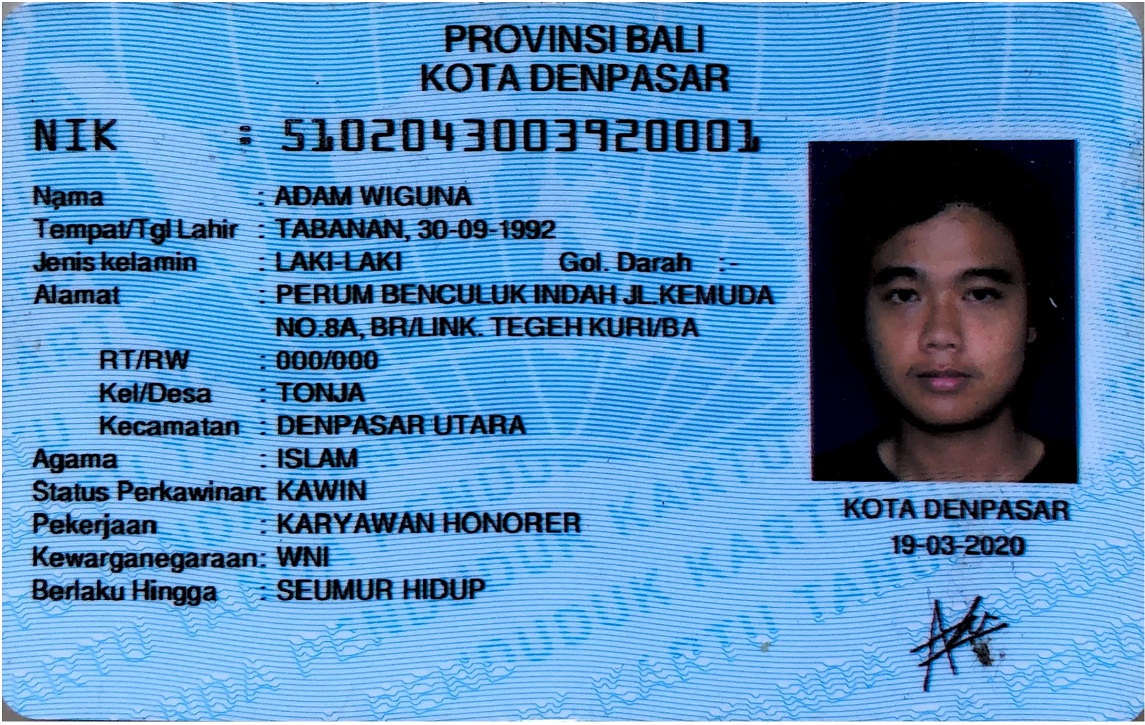 PROVINSI BALI
KOTA DENPASAR
NIK : 5102043003920001
Nama : ADAM WIGUNA
Tempat/Tgl Lahir : TABANAN, 30-09-1992
Jenis kelamin : LAKI-LAKI Gol. Darah :-
Alamat : PERUM BENCULUK INDAH JL.KEMUDA
NO.8A, BR/LINK. TEGEH KURI/BA
RT/RW : 000/000
Kel/Desa : TONJA
Kecamatan : DENPASAR UTARA
Agama : ISLAM
Status Perkawinan: KAWIN
Pekerjaan : KARYAWAN HONORER
Kewarganegaraan: WNI
Berlaku Hingga : SEUMUR HIDUP
KOTA DENPASAR
19-03-2020